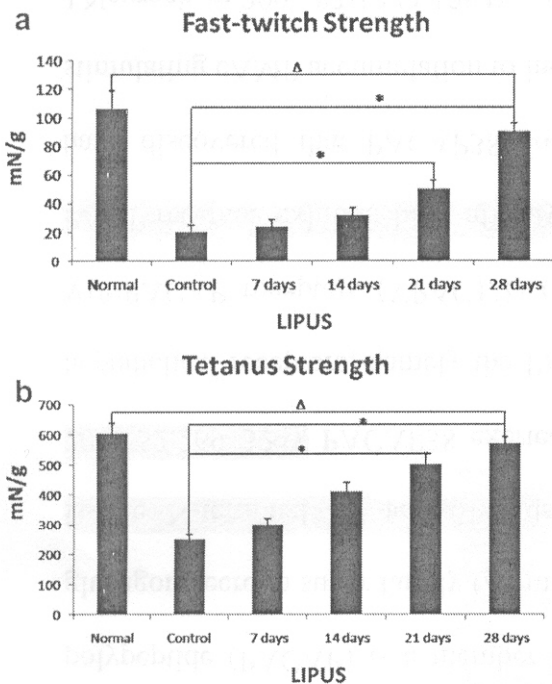 a
Fast-twitch Strength
Δ
*
*
mN/g
140
120
100
80
60
40
20
0
Normal Control 7 days 14 days 21 days 28 days
LIPUS
b
Tetanus Strength
Δ
*
*
mN/g
700
600
500
400
300
200
100
0
Normal Control 7 days 14 days 21 days 28 days
LIPUS